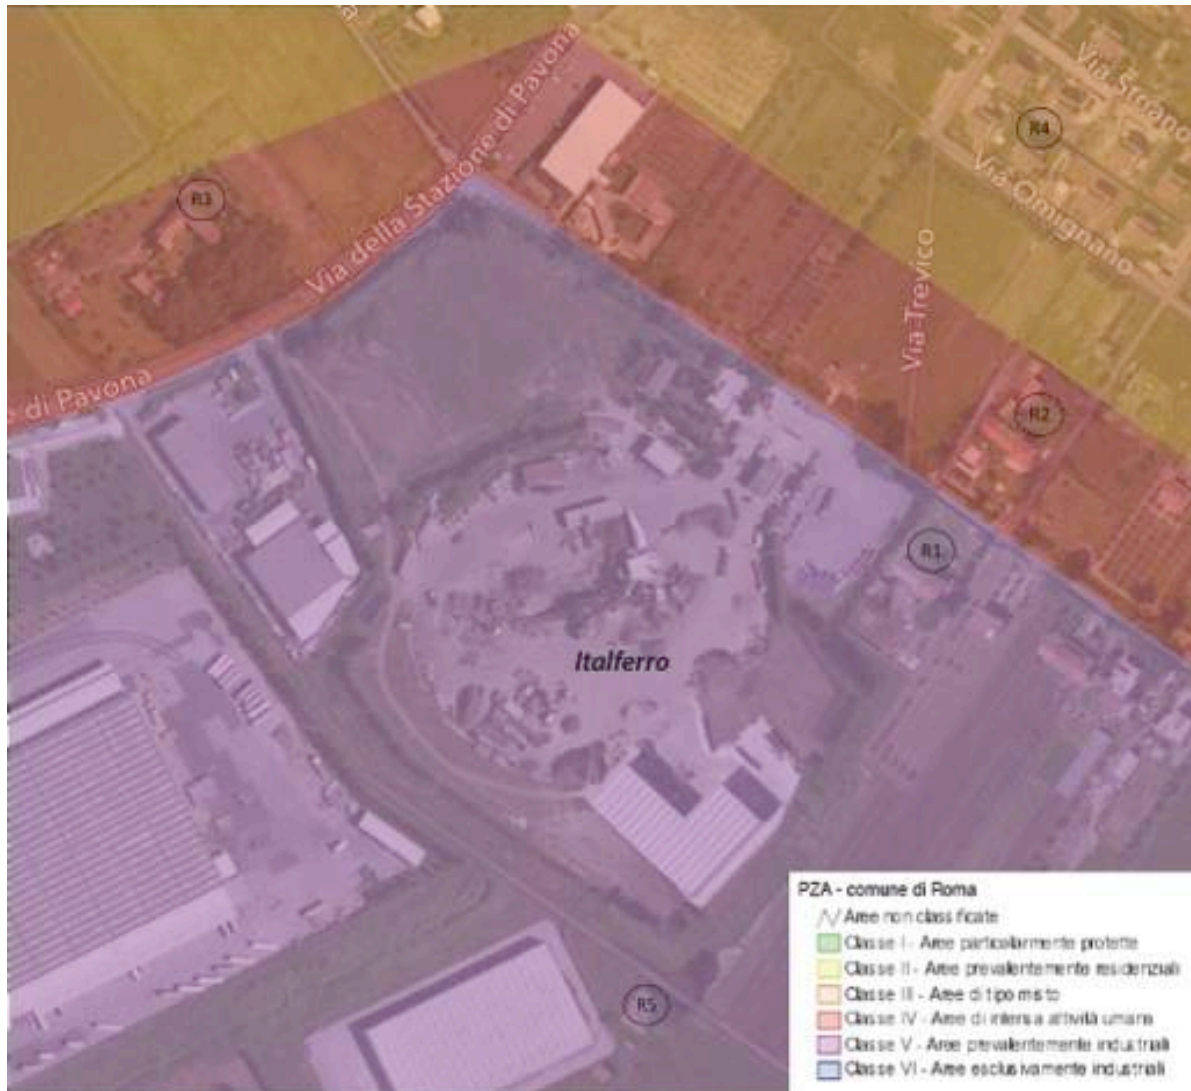 a
Via della Stazione di Pavona
Via Striano
R4
Via Omignano
R3
Via Trevico
e di Pavona
R2
R1
Italferro
R5
PZA - comune di Roma
Aree non classificate
Classe I - Aree particolarmente protette
Classe II - Aree prevalentemente residenziali
Classe III - Aree di tipo misto
Classe IV - Aree di intensa attività umana
Classe V - Aree prevalentemente industriali
Classe VI - Aree esclusivamente industriali